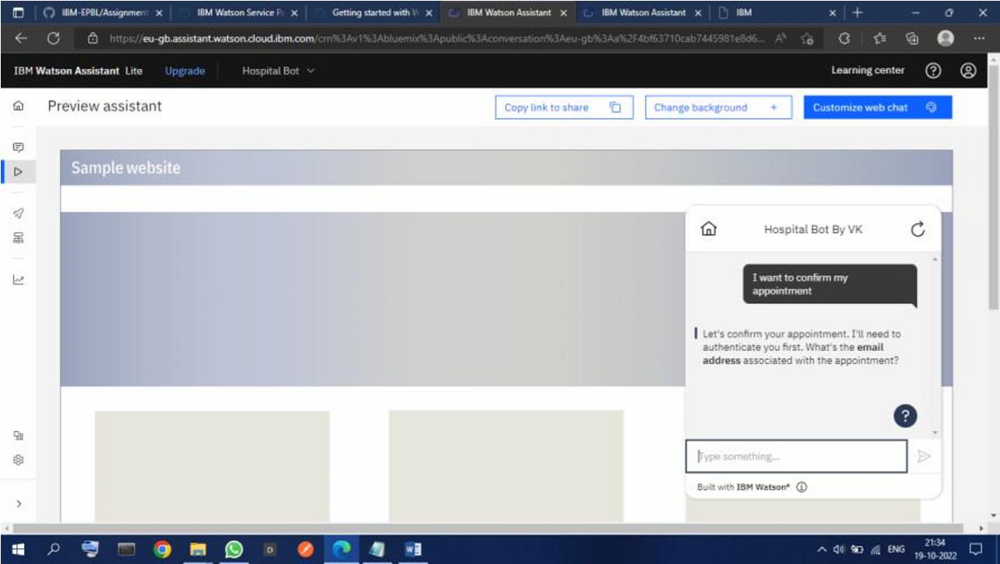 IBM-EPBL/Assignment
IBM Watson Service
Getting started with
IBM Watson Assistant
IBM Watson Assistant
IBM
https://eu-gb.assistant.watson.cloud.ibm.com/crn%3Av1%3Abluemix%3Apublic%3Aconversation%3Aeu-gb%3Aa%2F4bf63710cab7445981e8d6...
IBM Watson Assistant Lite
Upgrade
Hospital Bot
Learning center
Preview assistant
Copy link to share
Change background +
Customize web chat
Sample website
Hospital Bot By VK
I want to confirm my
appointment
Let's confirm your appointment. I'll need to
authenticate you first. What's the email
address associated with the appointment?
?
Type something...
Built with IBM Watson®
ENG
21:34
19-10-2022